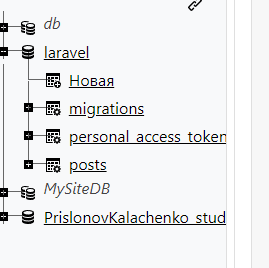 db
laravel
Новая
migrations
personal_access_token
posts
MySiteDB
PrislonovKalachenko_stud